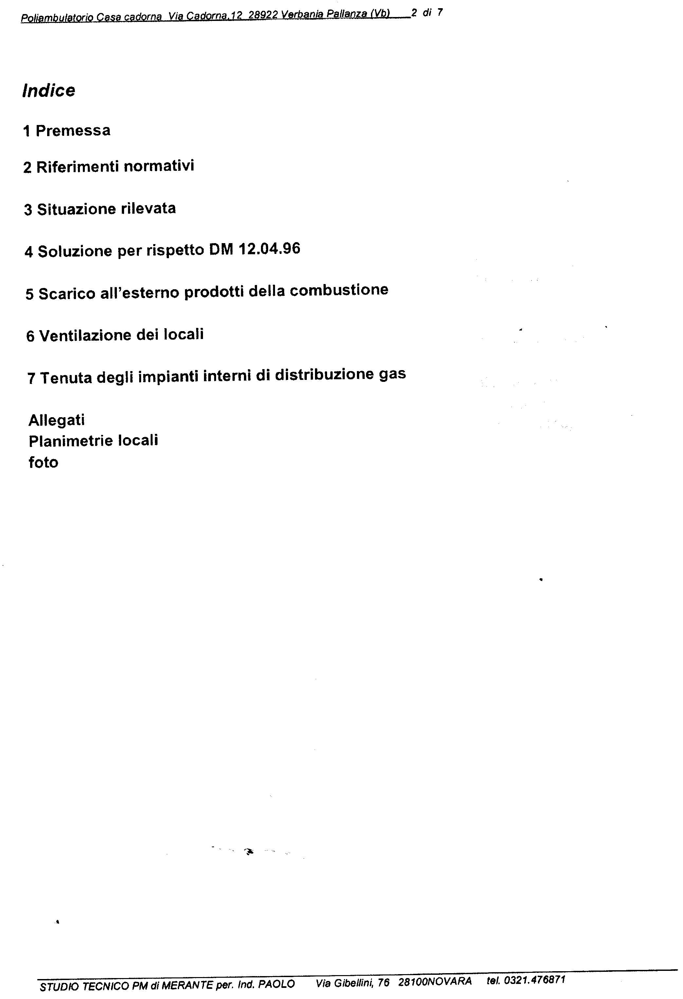 Poliambulatorio Casa cadorna Via Cadorna,12 28922 Verbania Pallanza (Vb) 2 di 7
Indice
1 Premessa
2 Riferimenti normativi
3 Situazione rilevata
4 Soluzione per rispetto DM 12.04.96
5 Scarico all'esterno prodotti della combustione
6 Ventilazione dei locali
7 Tenuta degli impianti interni di distribuzione gas
Allegati
Planimetrie locali
foto
STUDIO TECNICO PM di MERANTE per. Ind. PAOLO Via Gibellini, 76 28100NOVARA tel. 0321.476871